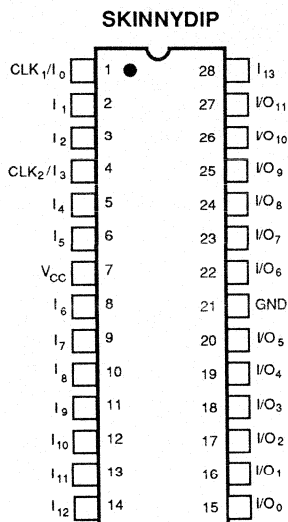 SKINNYDIP
CLK1/I0 1 28 I13
I1 2 27 I/O11
I2 3 26 I/O10
CLK2/I3 4 25 I/O9
I4 5 24 I/O8
I5 6 23 I/O7
VCC 7 22 I/O6
I6 8 21 GND
I7 9 20 I/O5
I8 10 19 I/O4
I9 11 18 I/O3
I10 12 17 I/O2
I11 13 16 I/O1
I12 14 15 I/O0